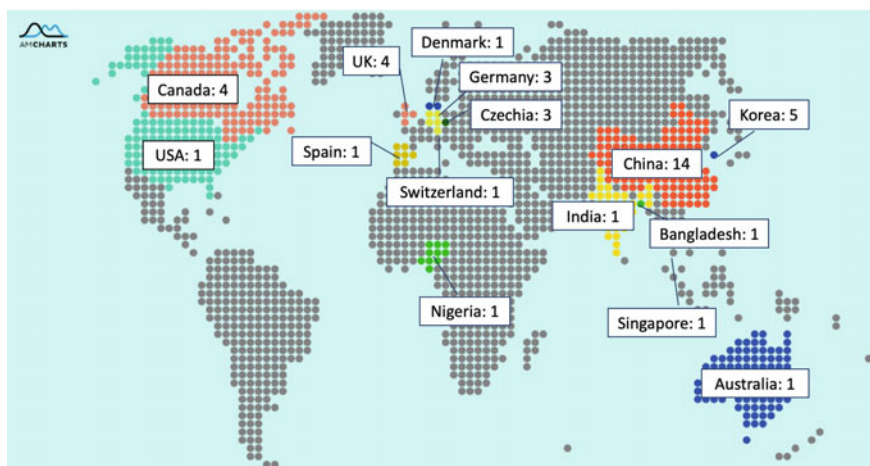 AMCHARTS
Denmark: 1
UK: 4
Germany: 3
Canada: 4
Czechia: 3
Korea: 5
USA: 1
Spain: 1
China: 14
Switzerland: 1
India: 1
Bangladesh: 1
Nigeria: 1
Singapore: 1
Australia: 1